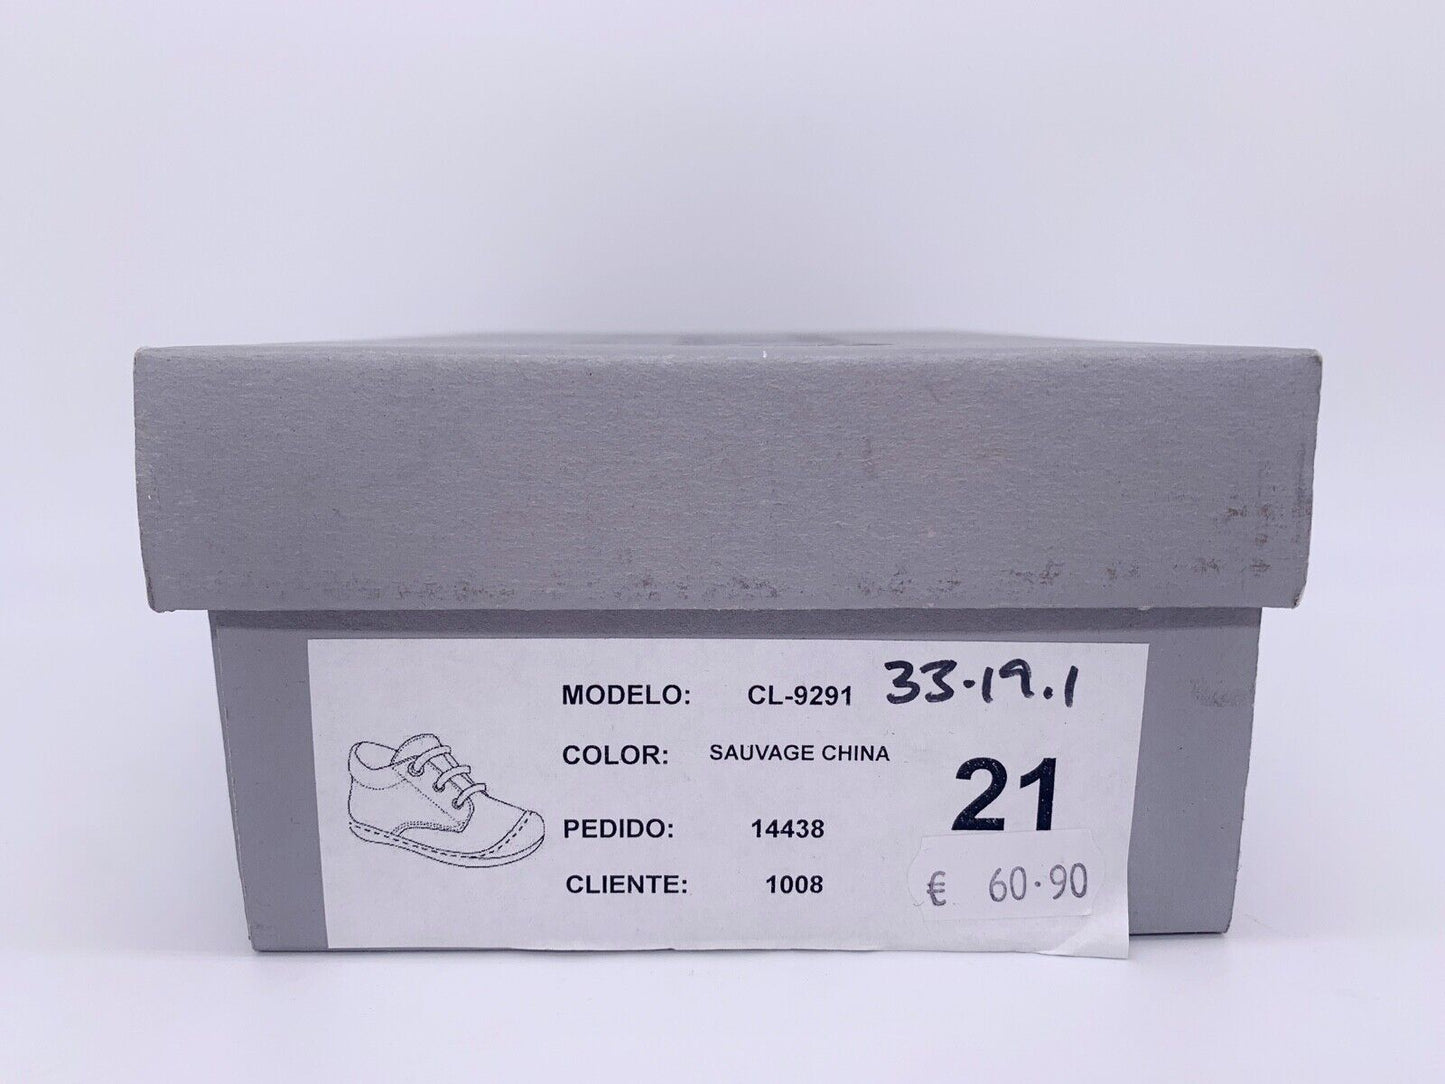 MODELO: CL-9291 33.19.1
COLOR: SAUVAGE CHINA
21
PEDIDO: 14438
CLIENTE: 1008
€ 60.90